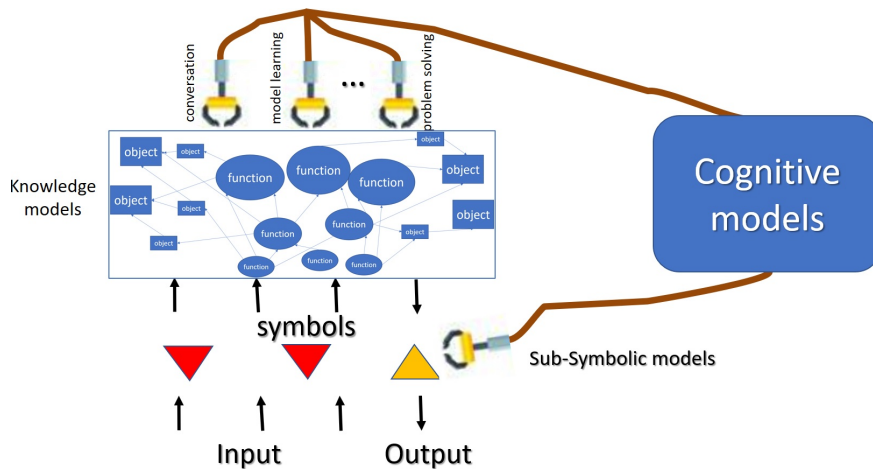 conversation
model learning
...
problem solving
Knowledge
models
object
object
function
function
function
object
object
object
object
object
function
function
object
object
function
function
function
Cognitive
models
symbols
Sub-Symbolic models
Input
Output